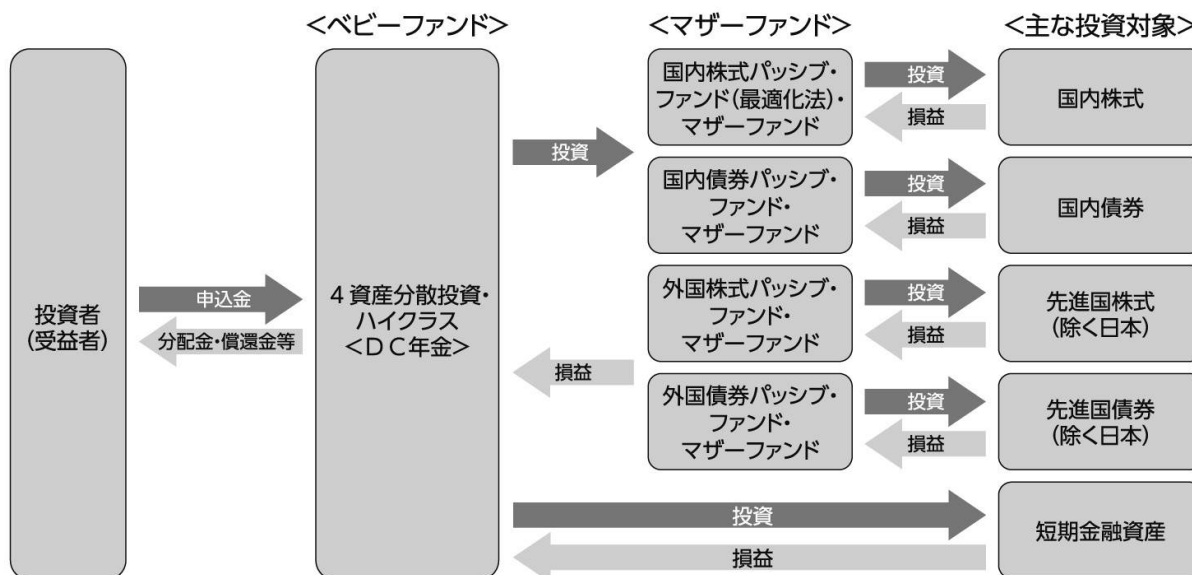 <ベビーファンド>
<マザーファンド>
<主な投資対象>
投資者
(受益者)
申込金
分配金・償還金等
4資産分散投資・
ハイクラス
<DC年金>
投資
損益
国内株式パッシブ・
ファンド(最適化法)・
マザーファンド
投資
損益
国内株式
国内債券パッシブ・
ファンド・
マザーファンド
投資
損益
国内債券
外国株式パッシブ・
ファンド・
マザーファンド
投資
損益
先進国株式
(除く日本)
外国債券パッシブ・
ファンド・
マザーファンド
投資
損益
先進国債券
(除く日本)
投資
損益
短期金融資産